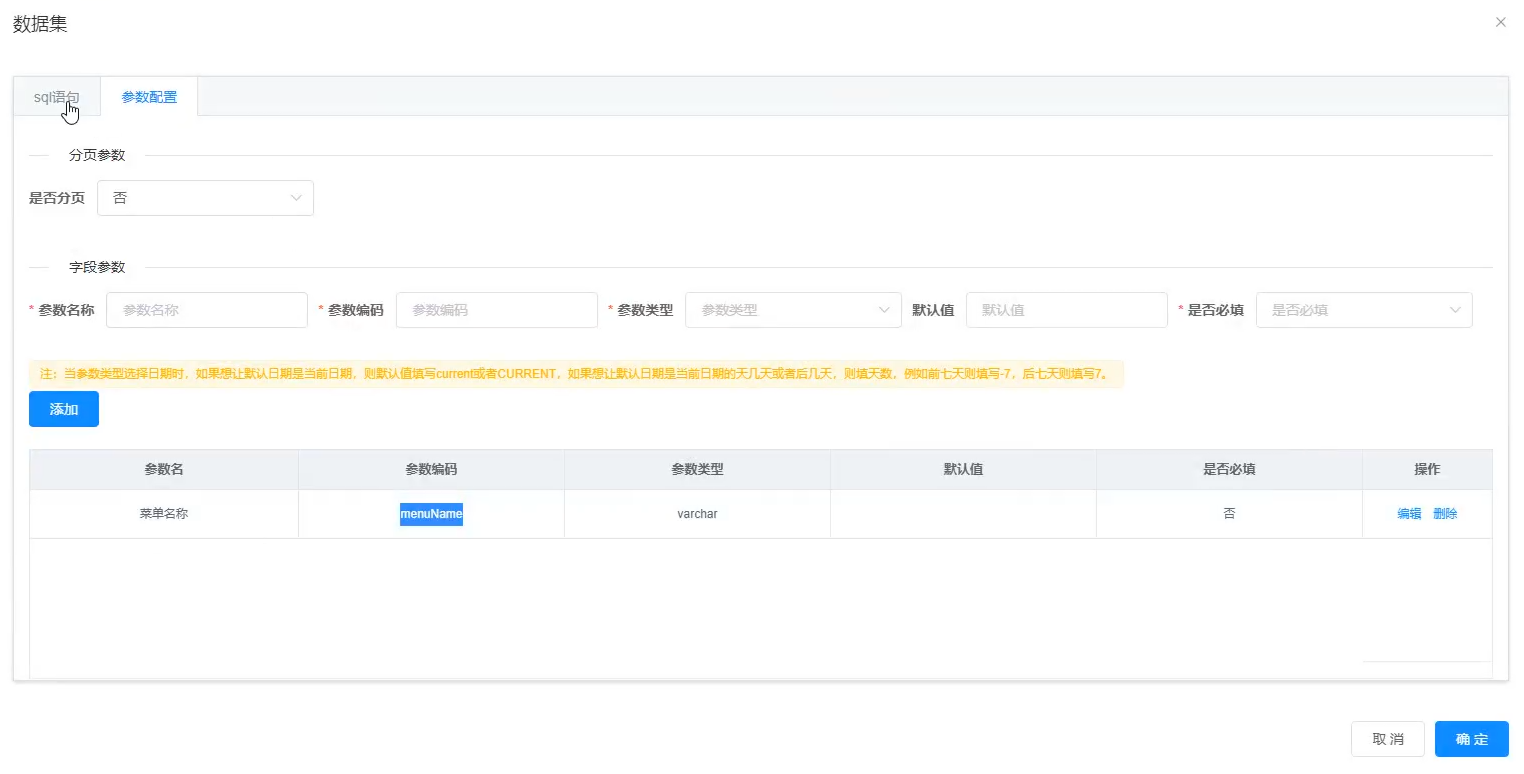 数据集
sql语句 参数配置
分页参数
是否分页 否
字段参数
* 参数名称 参数名称 * 参数编码 参数编码 * 参数类型 参数类型 默认值 默认值 * 是否必填 是否必填
注：当参数类型选择日期时，如果想让默认日期是当前日期，则默认值填写current或者CURRENT，如果想让默认日期是当前日期的天几天或者后几天，则填天数，例如前七天则填写-7，后七天则填写7。
添加
参数名 参数编码 参数类型 默认值 是否必填 操作
菜单名称 menuName varchar 否 编辑 删除
取 消 确 定